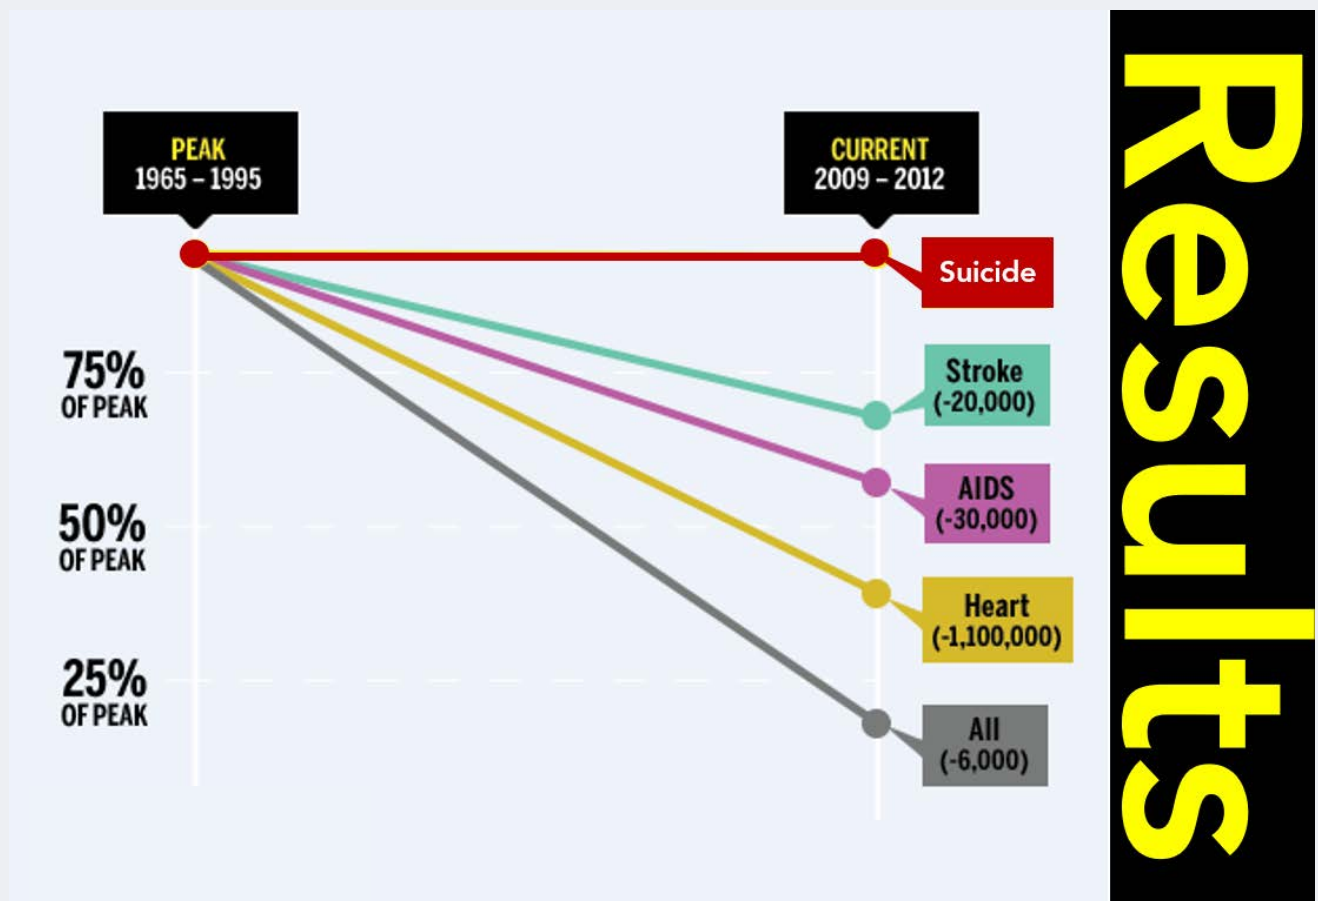 PEAK
1965 – 1995
CURRENT
2009 – 2012
Suicide
75%
OF PEAK
Stroke
(-20,000)
AIDS
(-30,000)
50%
OF PEAK
Heart
(-1,100,000)
25%
OF PEAK
All
(-6,000)
Results